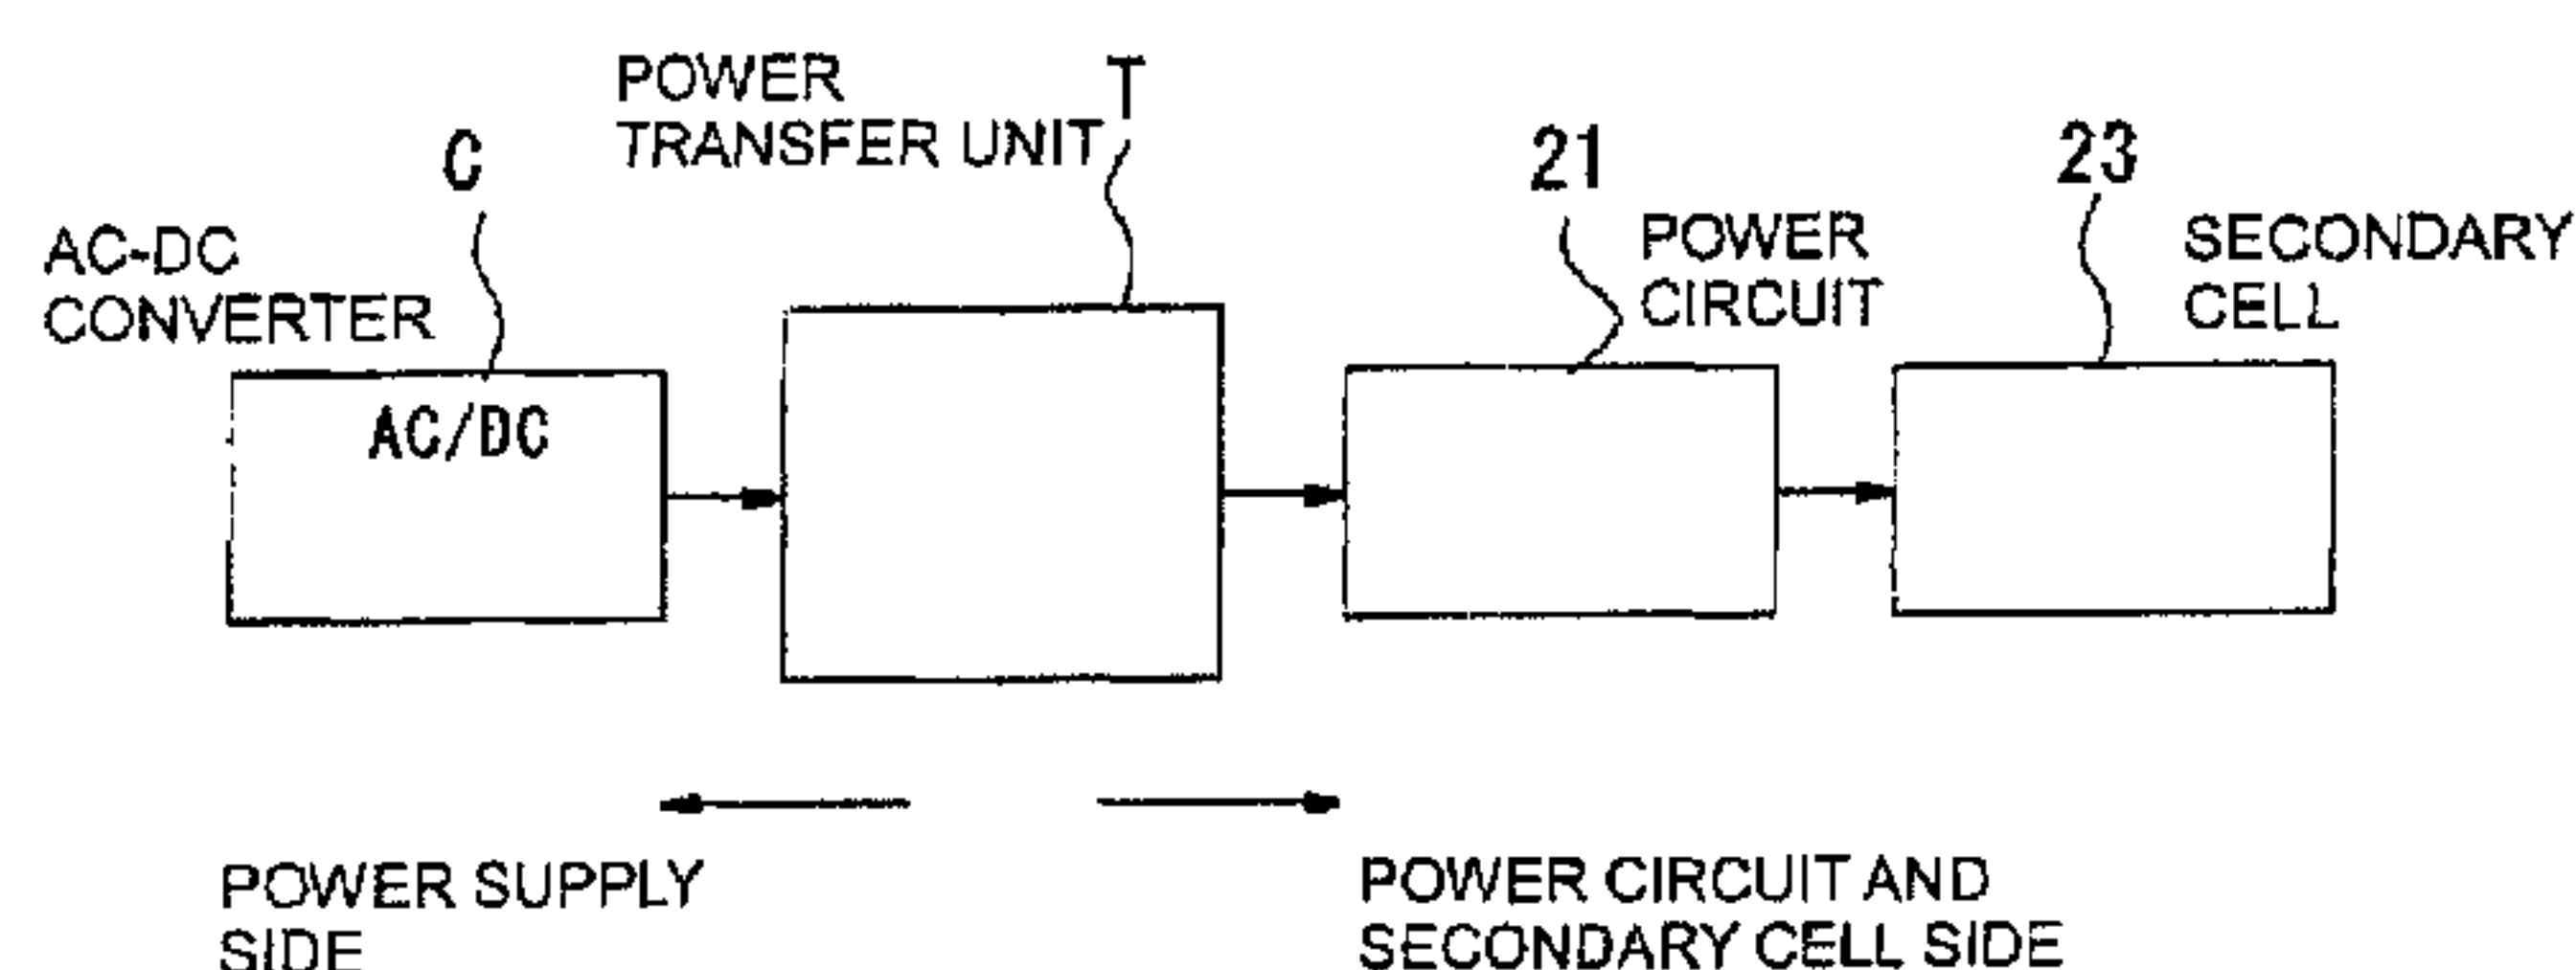 POWER
TRANSFER UNIT
T
C
21
23
AC-DC
CONVERTER
POWER
CIRCUIT
SECONDARY
CELL
AC/DC
POWER SUPPLY
SIDE
POWER CIRCUIT AND
SECONDARY CELL SIDE